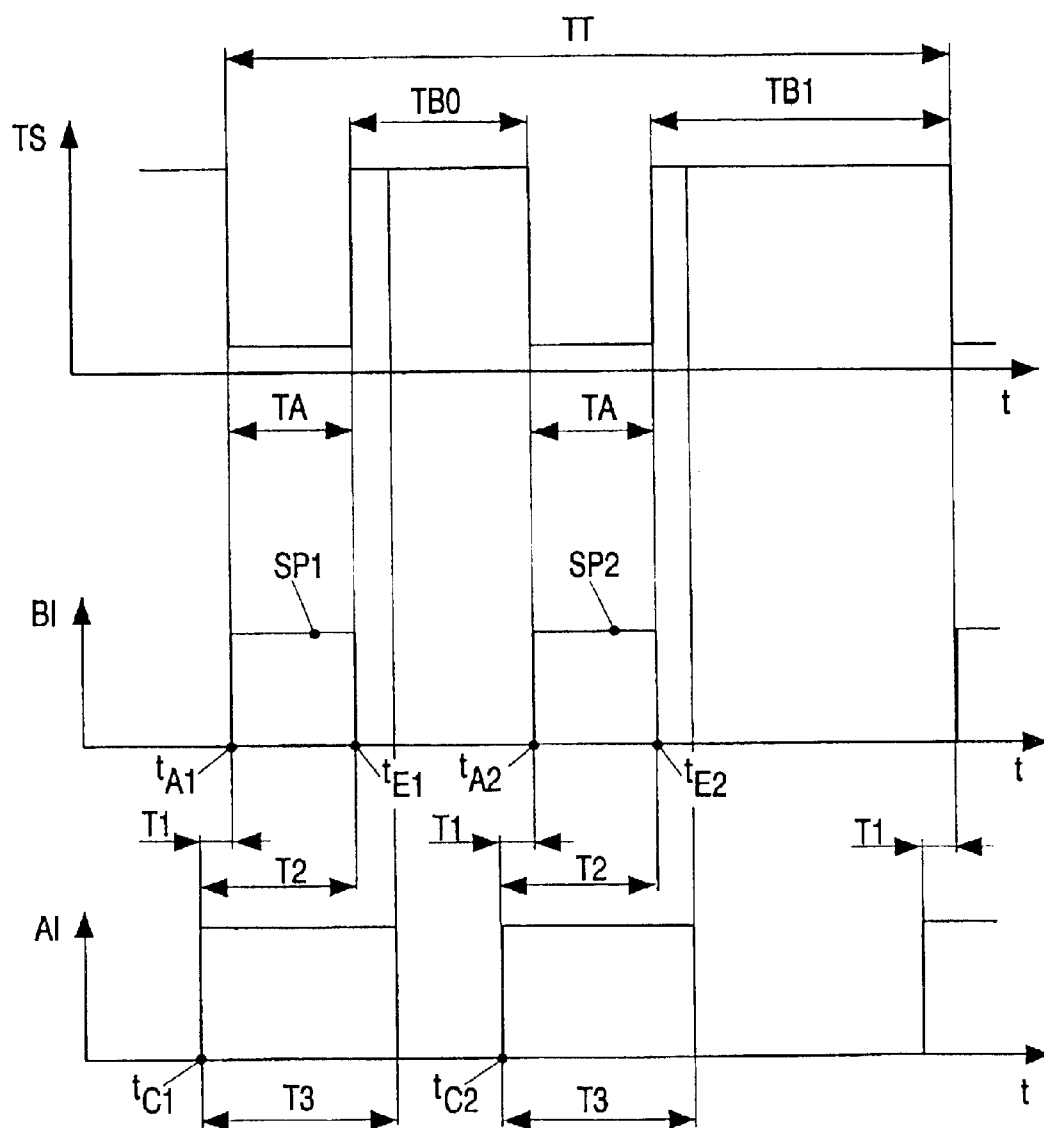 TT
TB0 TB1
TS
t
TA TA
SP1 SP2
BI
tA1 tE1 tA2 tE2 t
T1 T1 T1
T2 T2
AI
tC1 tC2 t
T3 T3